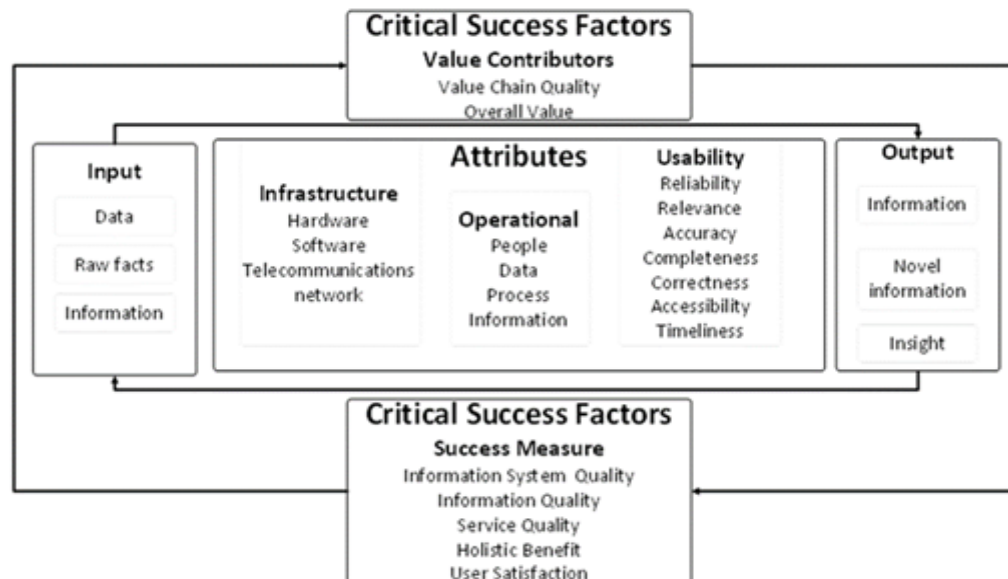 Critical Success Factors
Value Contributors
Value Chain Quality
Overall Value
Input
Data
Raw facts
Information
Attributes
Infrastructure
Hardware
Software
Telecommunications
network
Operational
People
Data
Process
Information
Usability
Reliability
Relevance
Accuracy
Completeness
Correctness
Accessibility
Timeliness
Output
Information
Novel
information
Insight
Critical Success Factors
Success Measure
Information System Quality
Information Quality
Service Quality
Holistic Benefit
User Satisfaction